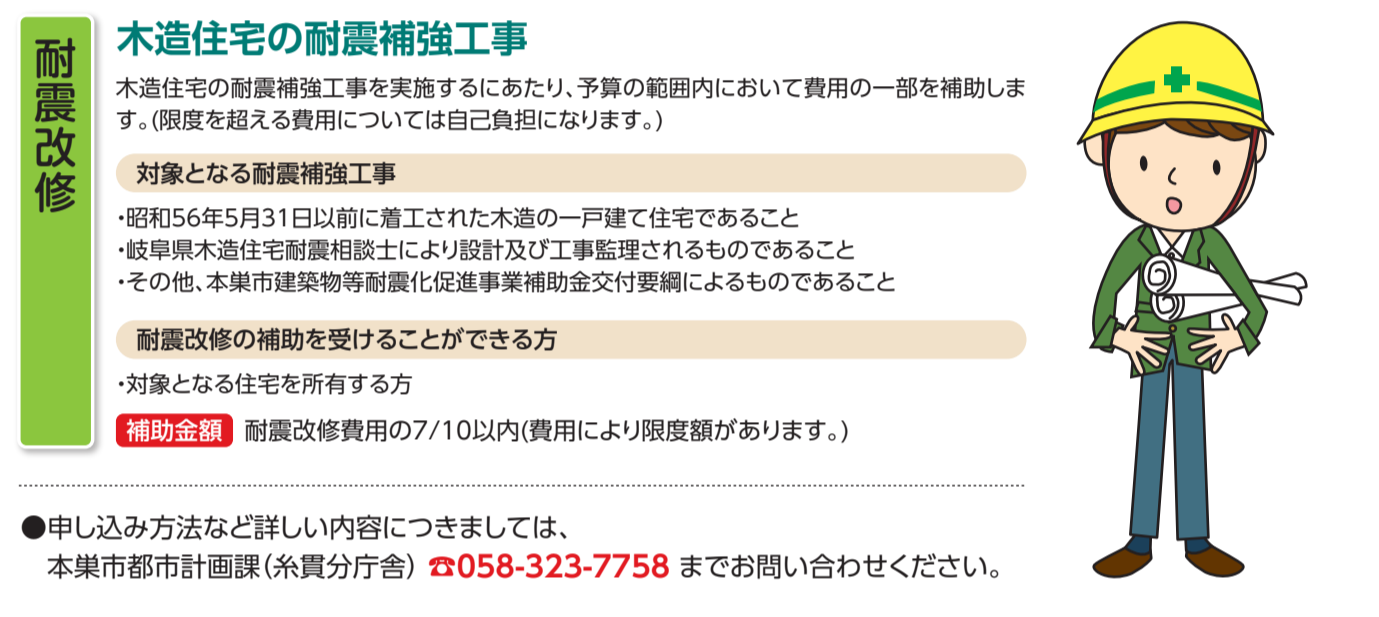 耐震改修
木造住宅の耐震補強工事
木造住宅の耐震補強工事を実施するにあたり、予算の範囲内において費用の一部を補助しま
す。(限度を超える費用については自己負担になります。)
対象となる耐震補強工事
・昭和56年5月31日以前に着工された木造の一戸建て住宅であること
・岐阜県木造住宅耐震相談士により設計及び工事監理されるものであること
・その他、本巣市建築物等耐震化促進事業補助金交付要綱によるものであること
耐震改修の補助を受けることができる方
・対象となる住宅を所有する方
補助金額 耐震改修費用の7/10以内(費用により限度額があります。)
●申し込み方法など詳しい内容につきましては、
本巣市都市計画課(糸貫分庁舎) ☎058-323-7758 までお問い合わせください。